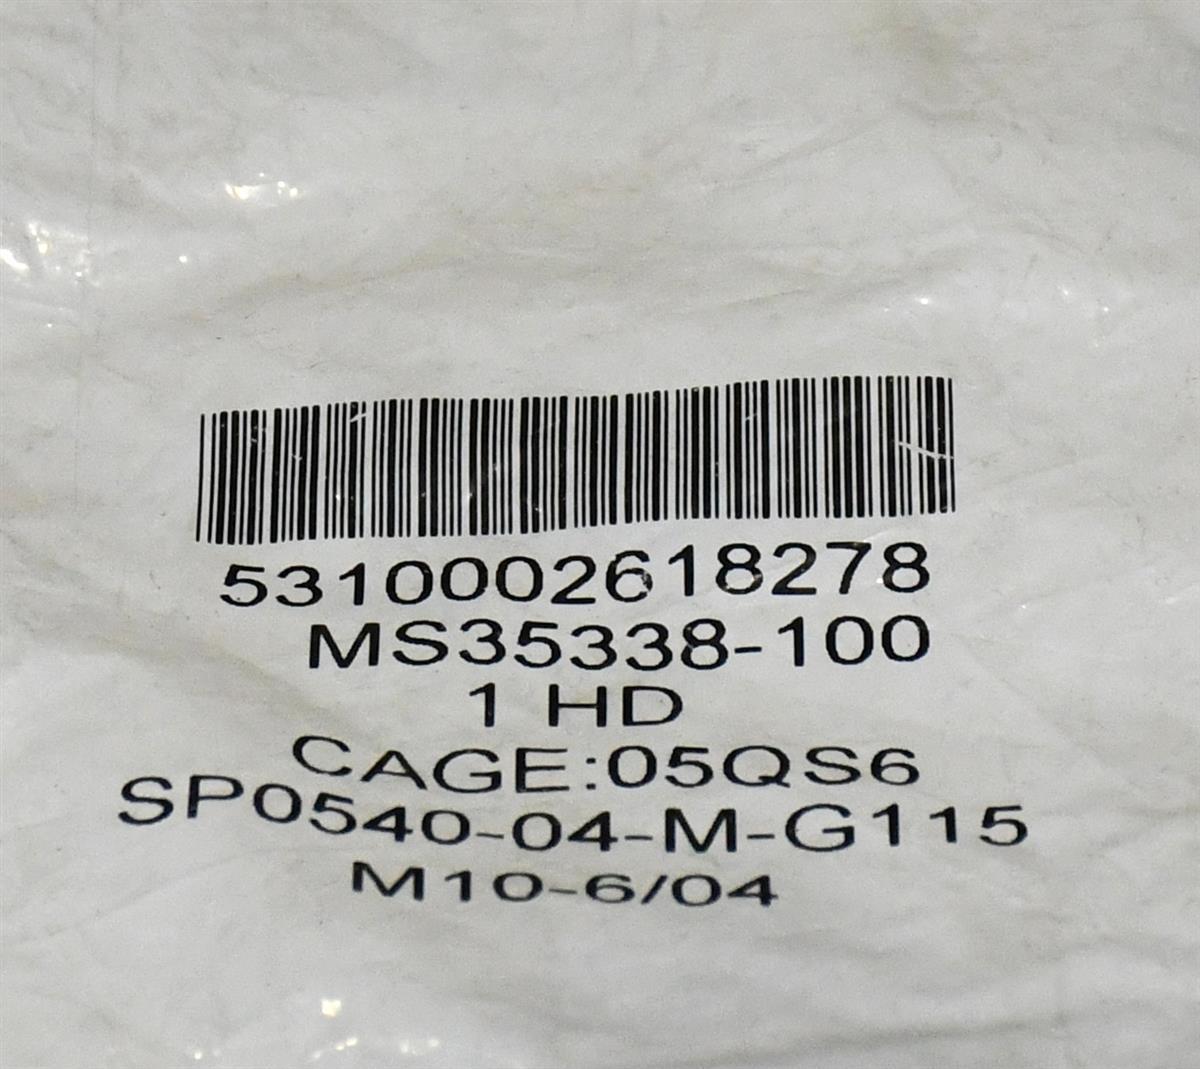 5310002618278
MS35338-100
1 HD
CAGE:05QS6
SP0540-04-M-G115
M10-6/04